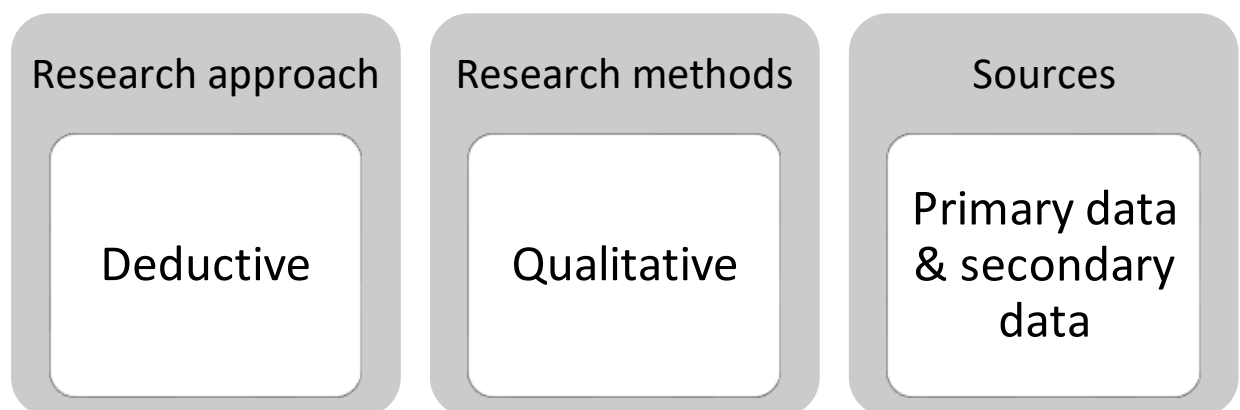 Research approach
Deductive
Research methods
Qualitative
Sources
Primary data
& secondary
data